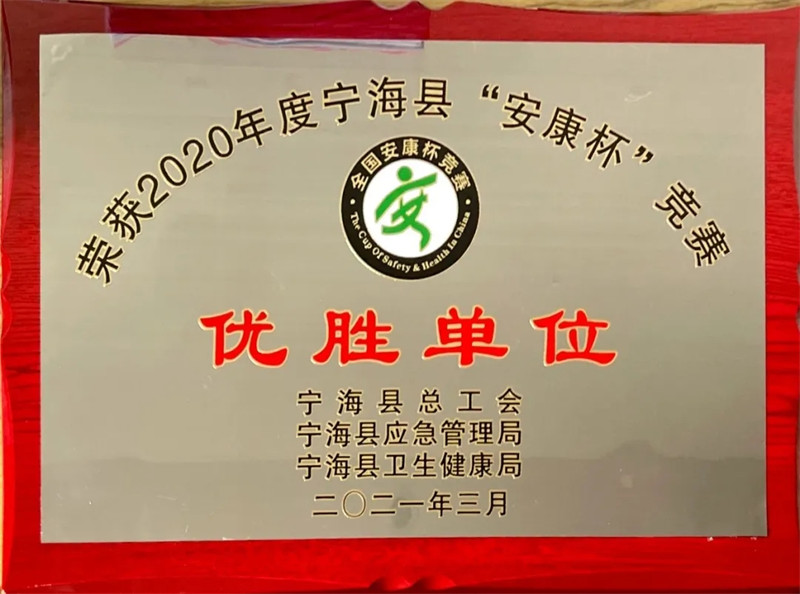 荣获2020年度宁海县“安康杯”竞赛
·全国安康杯竞赛·
安
The Cup Of Safety & Health In China
优胜单位
宁海县总工会
宁海县应急管理局
宁海县卫生健康局
二〇二一年三月